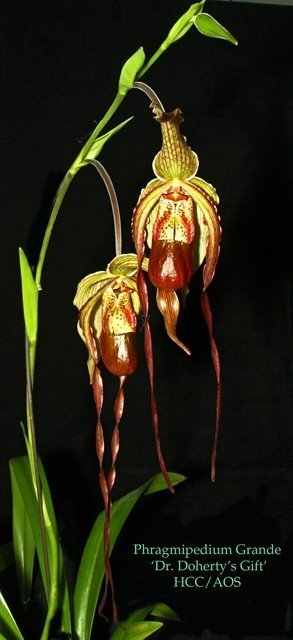 Phragmipedium Grande
'Dr. Doherty's Gift'
HCC/AOS